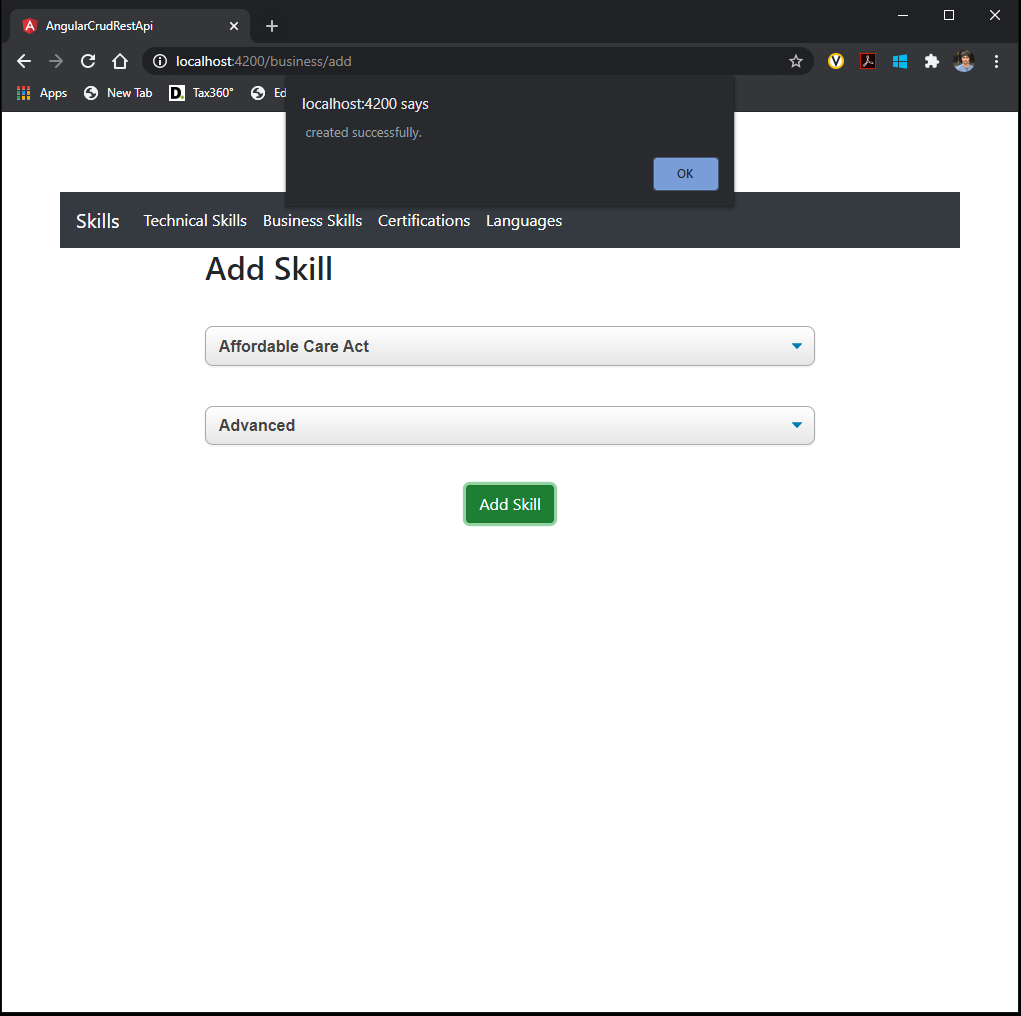 AngularCrudRestApi
localhost:4200/business/add
Apps
New Tab
D.
Tax360°
Ed
localhost:4200 says
created successfully.
OK
Skills
Technical Skills
Business Skills
Certifications
Languages
Add Skill
Affordable Care Act
Advanced
Add Skill